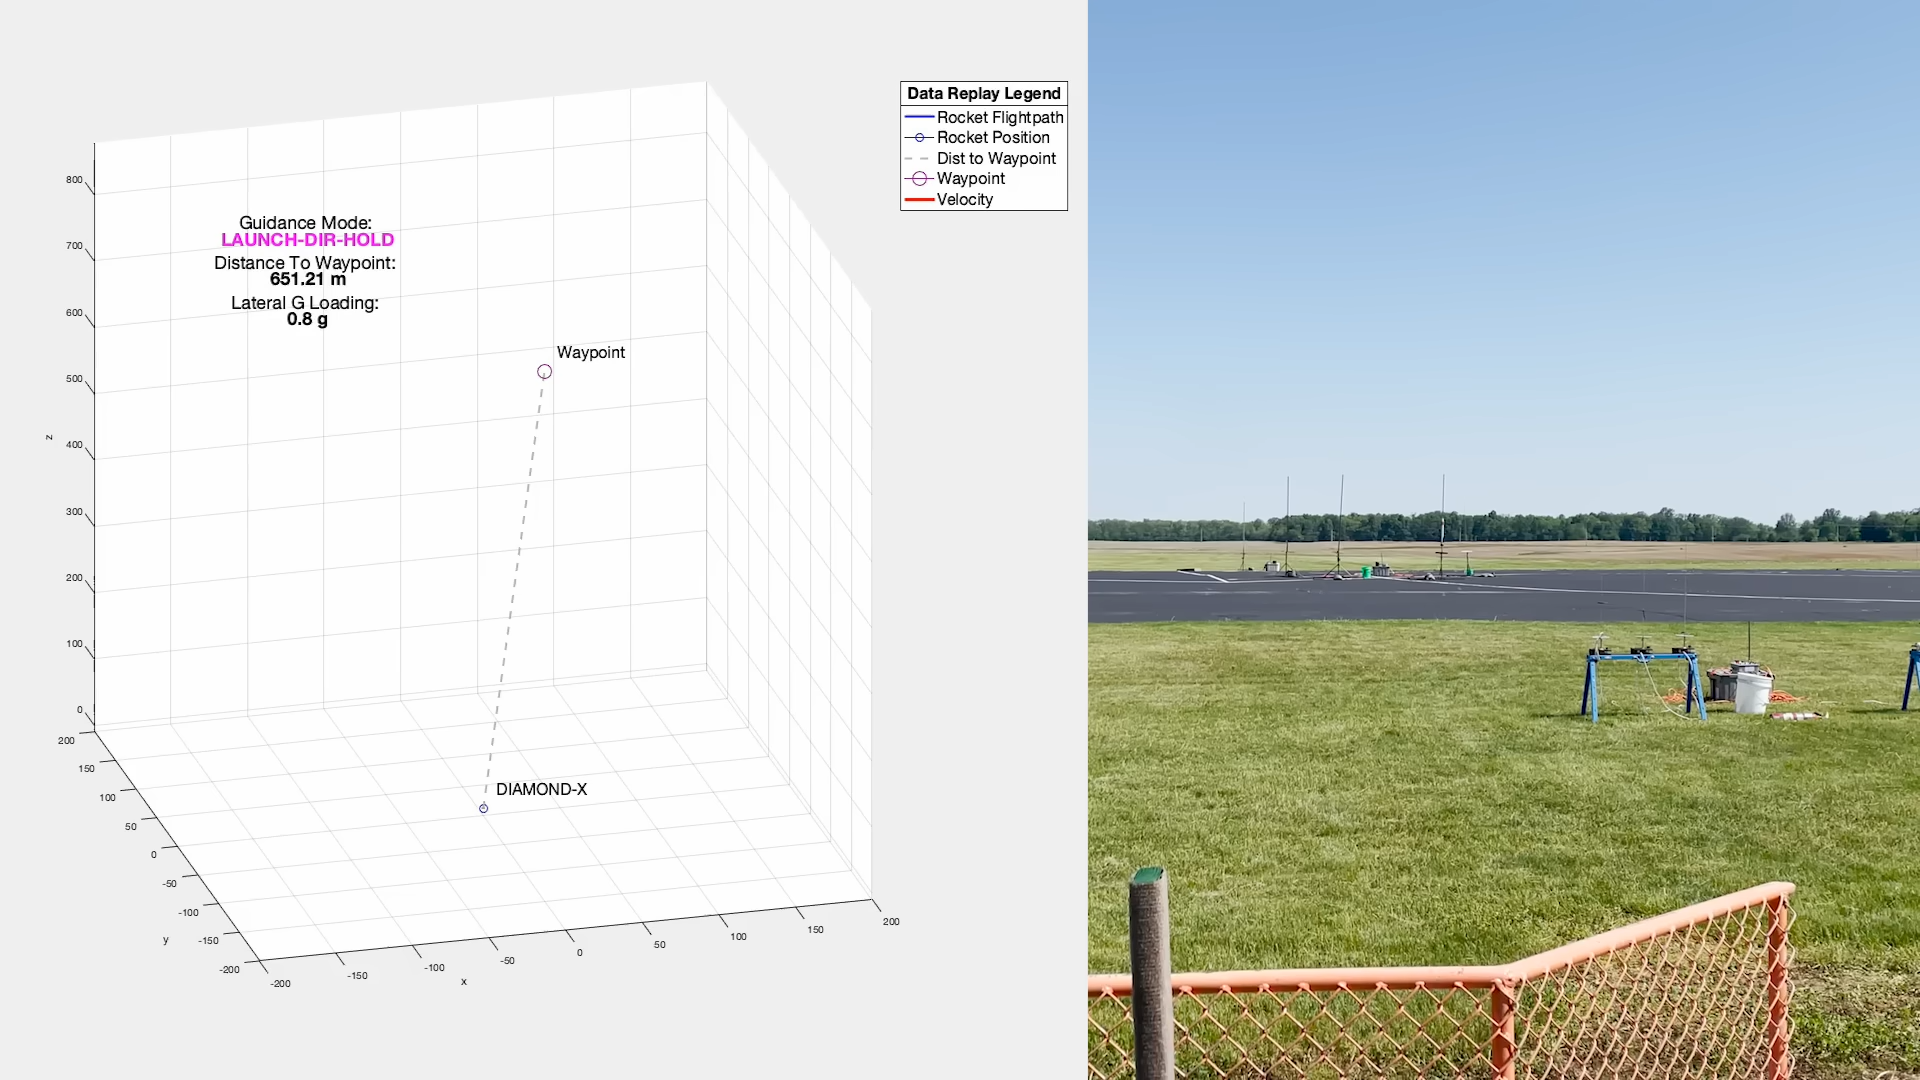 Data Replay Legend
Rocket Flightpath
Rocket Position
Dist to Waypoint
Waypoint
Velocity
Guidance Mode:
LAUNCH-DIR-HOLD
Distance To Waypoint:
651.21 m
Lateral G Loading:
0.8 g
Waypoint
DIAMOND-X
z
800
700
600
500
400
300
200
100
0
y
200
150
100
50
0
-50
-100
-150
-200
x
-200
-150
-100
-50
0
50
100
150
200